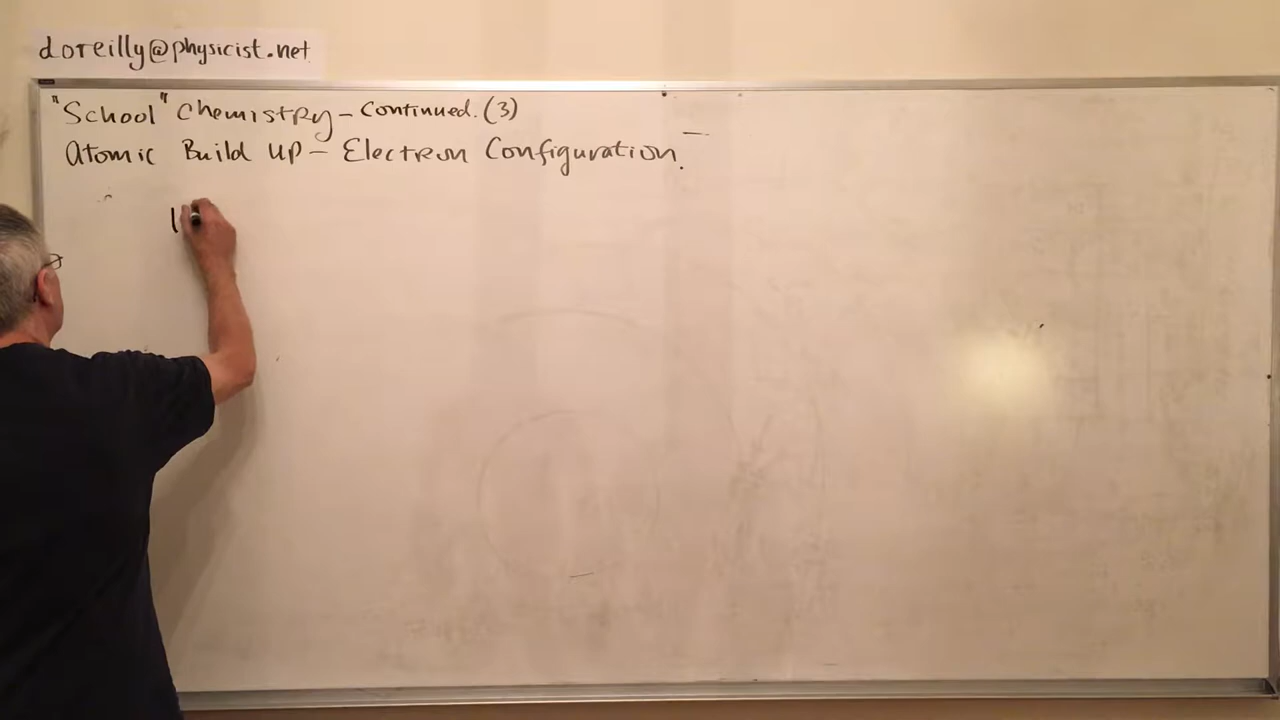 doreilly@physicist.net
"School" Chemistry - Continued. (3)
Atomic Build Up - Electron Configuration.